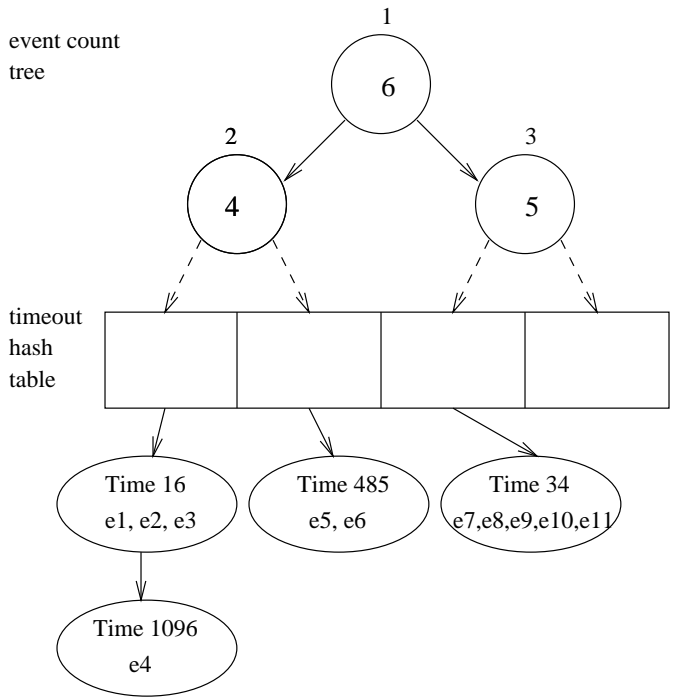 1
event count
tree
6
2
3
4
5
timeout
hash
table
Time 16
e1, e2, e3
Time 485
e5, e6
Time 34
e7,e8,e9,e10,e11
Time 1096
e4